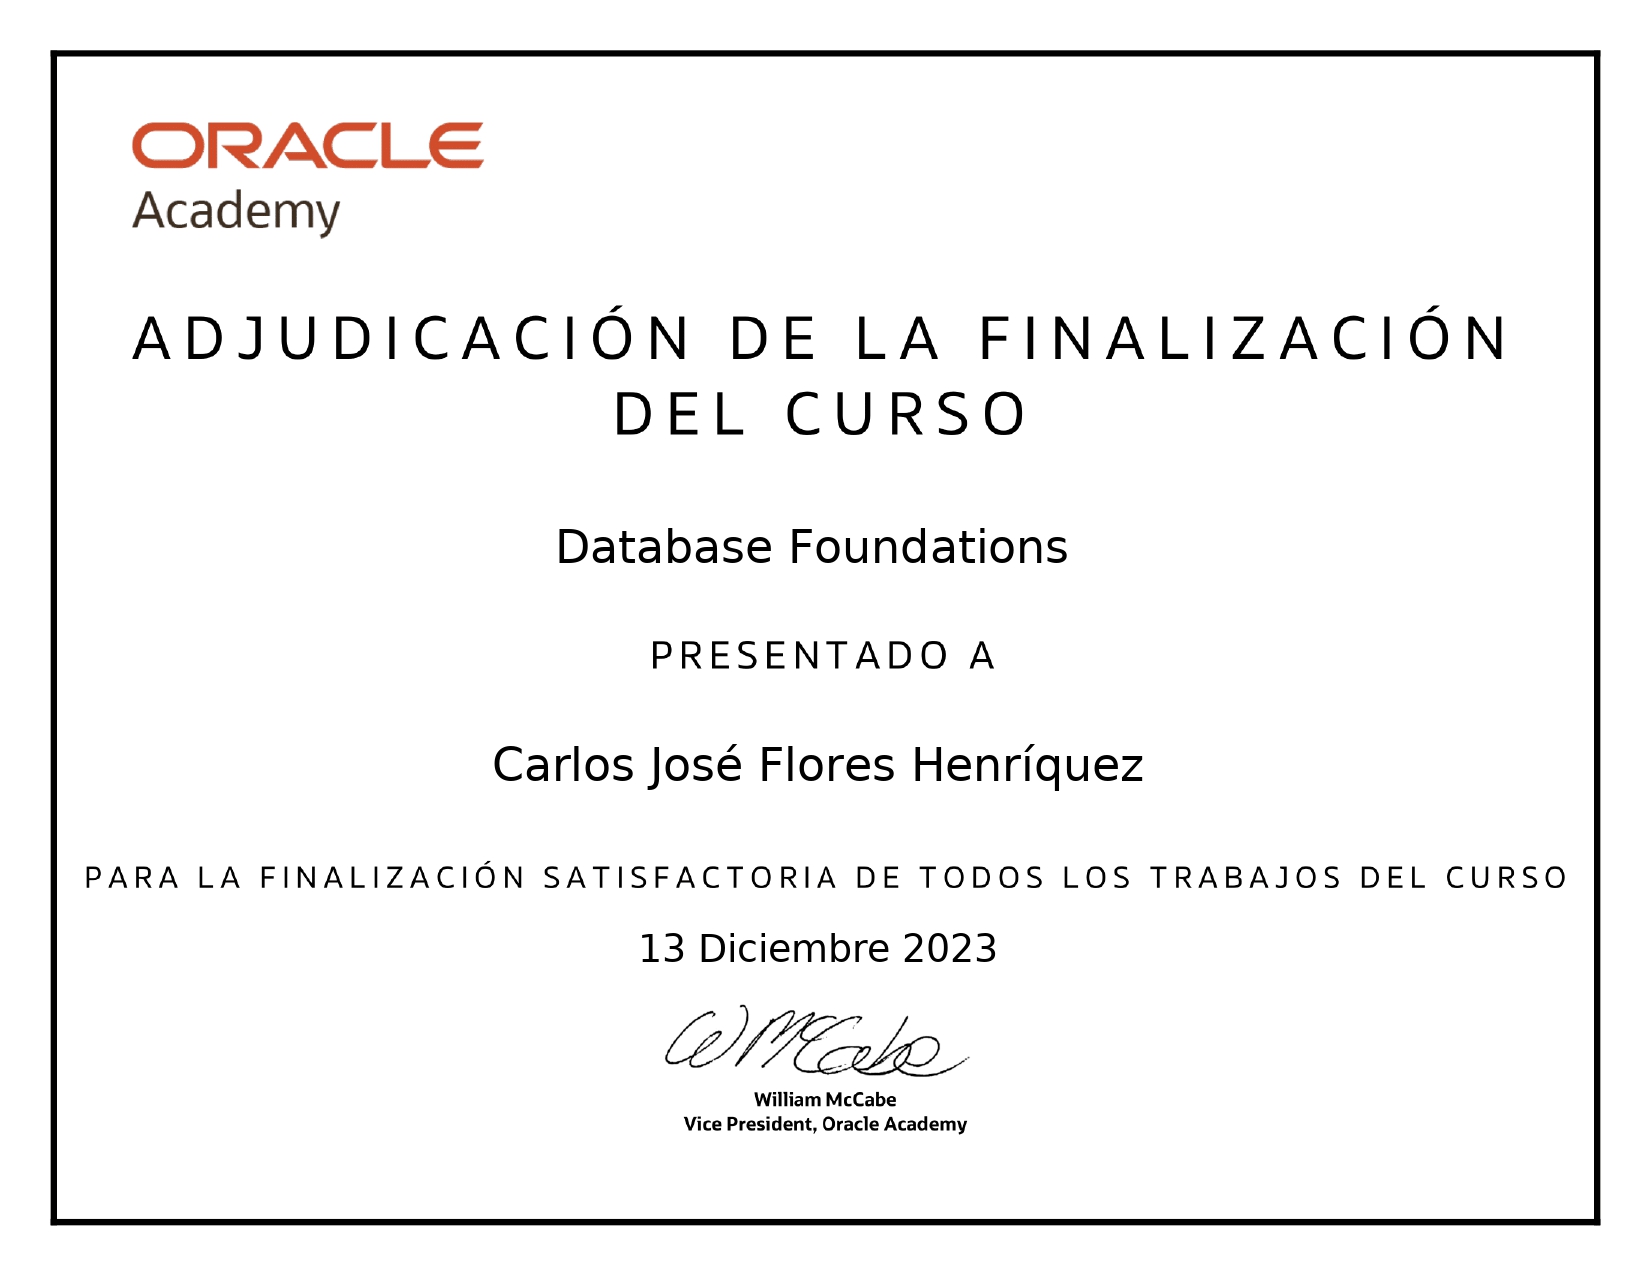 ORACLE
Academy
ADJUDICACIÓN DE LA FINALIZACIÓN
DEL CURSO
Database Foundations
PRESENTADO A
Carlos José Flores Henríquez
PARA LA FINALIZACIÓN SATISFACTORIA DE TODOS LOS TRABAJOS DEL CURSO
13 Diciembre 2023
W McCabe
William McCabe
Vice President, Oracle Academy